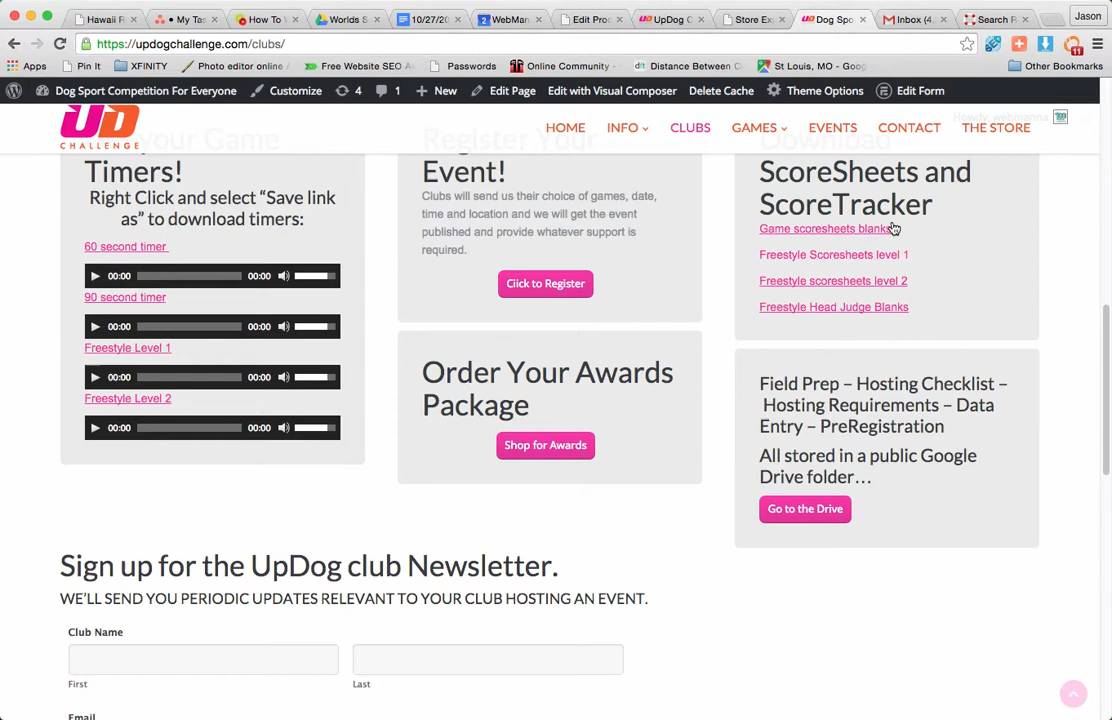 Hawaii F
My Tas
How To
Worlds S
10/27/20
WebMan
Edit Proc
UpDog C
Store Ex
Dog Spo
Inbox (4
Search R
Jason
https://updogchallenge.com/clubs/
11
Apps
Pin It
XFINITY
Photo editor online
Free Website SEO A
Passwords
Online Community
Distance Between
St Louis, MO - Goog
Other Bookmarks
Dog Sport Competition For Everyone
Customize
4
1
New
Edit Page
Edit with Visual Composer
Delete Cache
Theme Options
Edit Form
Howdy, webmanna
UD
CHALLENGE
HOME
INFO
CLUBS
GAMES
EVENTS
CONTACT
THE STORE
your Game
Timers!
Right Click and select “Save link
as” to download timers:
60 second timer
00:00
00:00
90 second timer
00:00
00:00
Freestyle Level 1
00:00
00:00
Freestyle Level 2
00:00
00:00
Register Your
Event!
Clubs will send us their choice of games, date,
time and location and we will get the event
published and provide whatever support is
required.
Click to Register
Order Your Awards
Package
Shop for Awards
Download
ScoreSheets and
ScoreTracker
Game scoresheets blank
Freestyle Scoresheets level 1
Freestyle scoresheets level 2
Freestyle Head Judge Blanks
Field Prep – Hosting Checklist –
Hosting Requirements – Data
Entry – PreRegistration
All stored in a public Google
Drive folder…
Go to the Drive
Sign up for the UpDog club Newsletter.
WE’LL SEND YOU PERIODIC UPDATES RELEVANT TO YOUR CLUB HOSTING AN EVENT.
Club Name
First
Last
Email